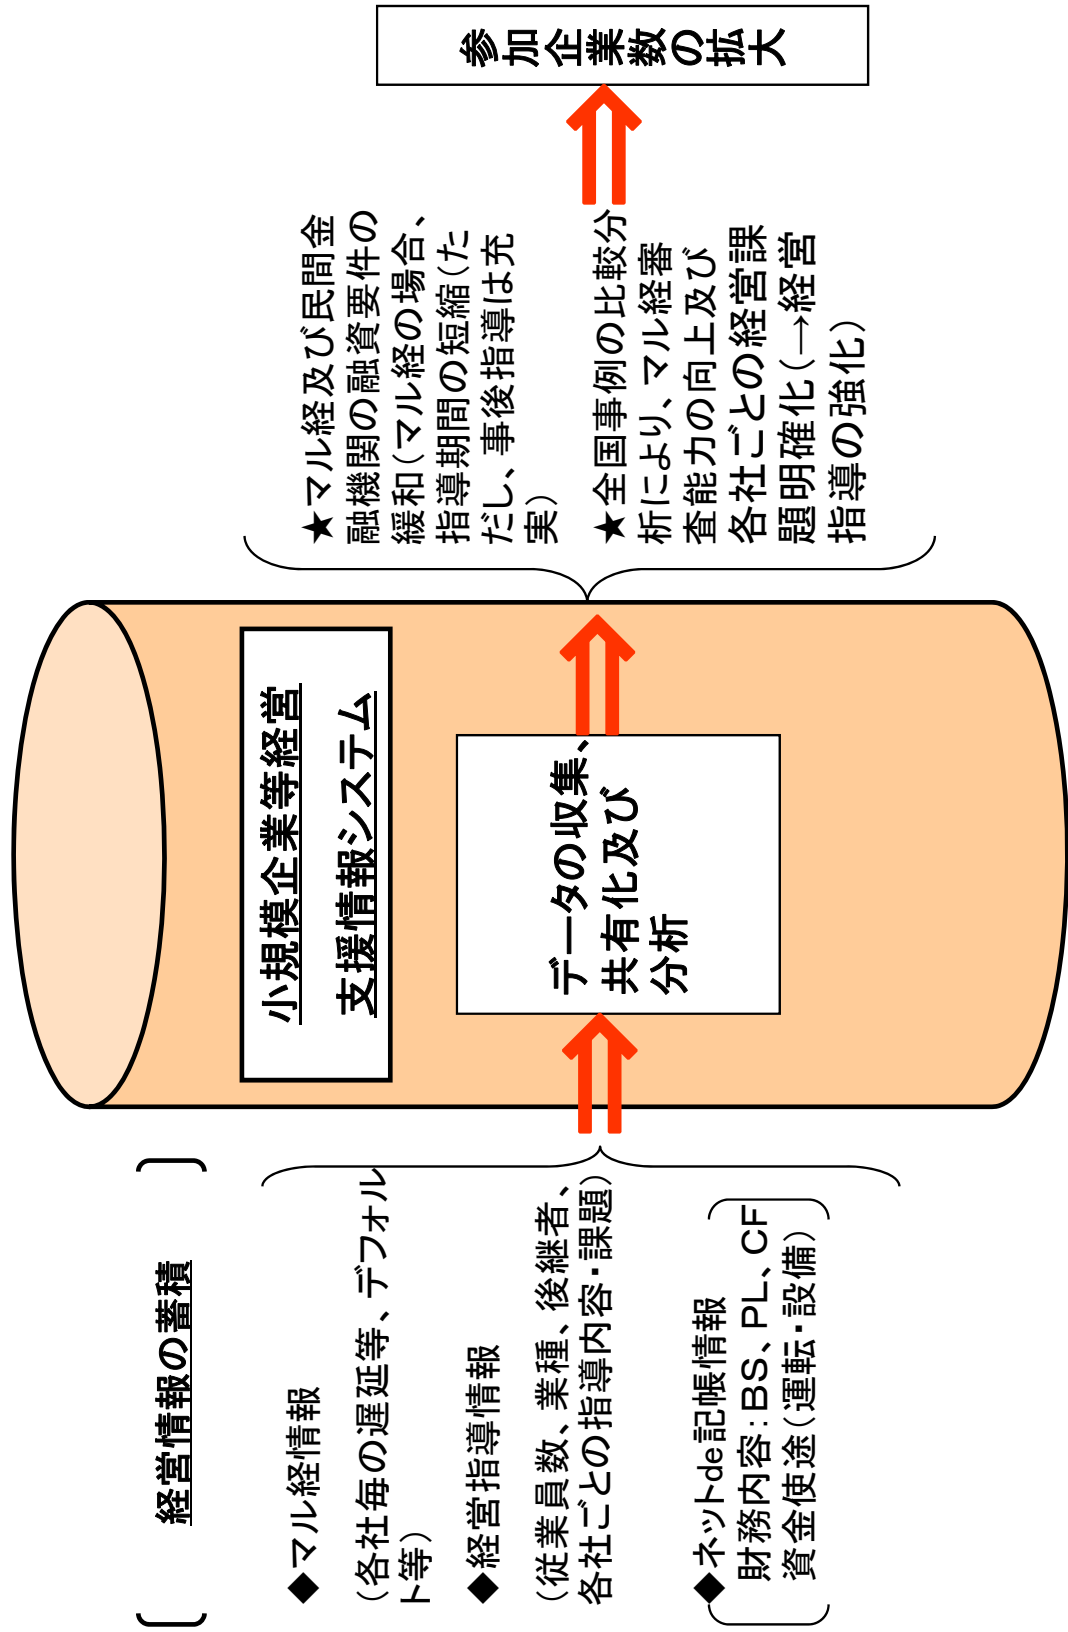 経営情報の蓄積
◆マル経情報
（各社毎の遅延等、デフォル
ト等）
◆経営指導情報
（従業員数、業種、後継者、
各社ごとの指導内容・課題）
◆ネットde記帳情報
財務内容：BS、PL、CF
資金使途（運転・設備）
小規模企業等経営
支援情報システム
データの収集、
共有化及び
分析
★マル経及び民間金
融機関の融資要件の
緩和（マル経の場合、
指導期間の短縮（た
だし、事後指導は充
実）
★全国事例の比較分
析により、マル経審
査能力の向上及び
各社ごとの経営課
題明確化（→経営
指導の強化）
参加企業数の拡大